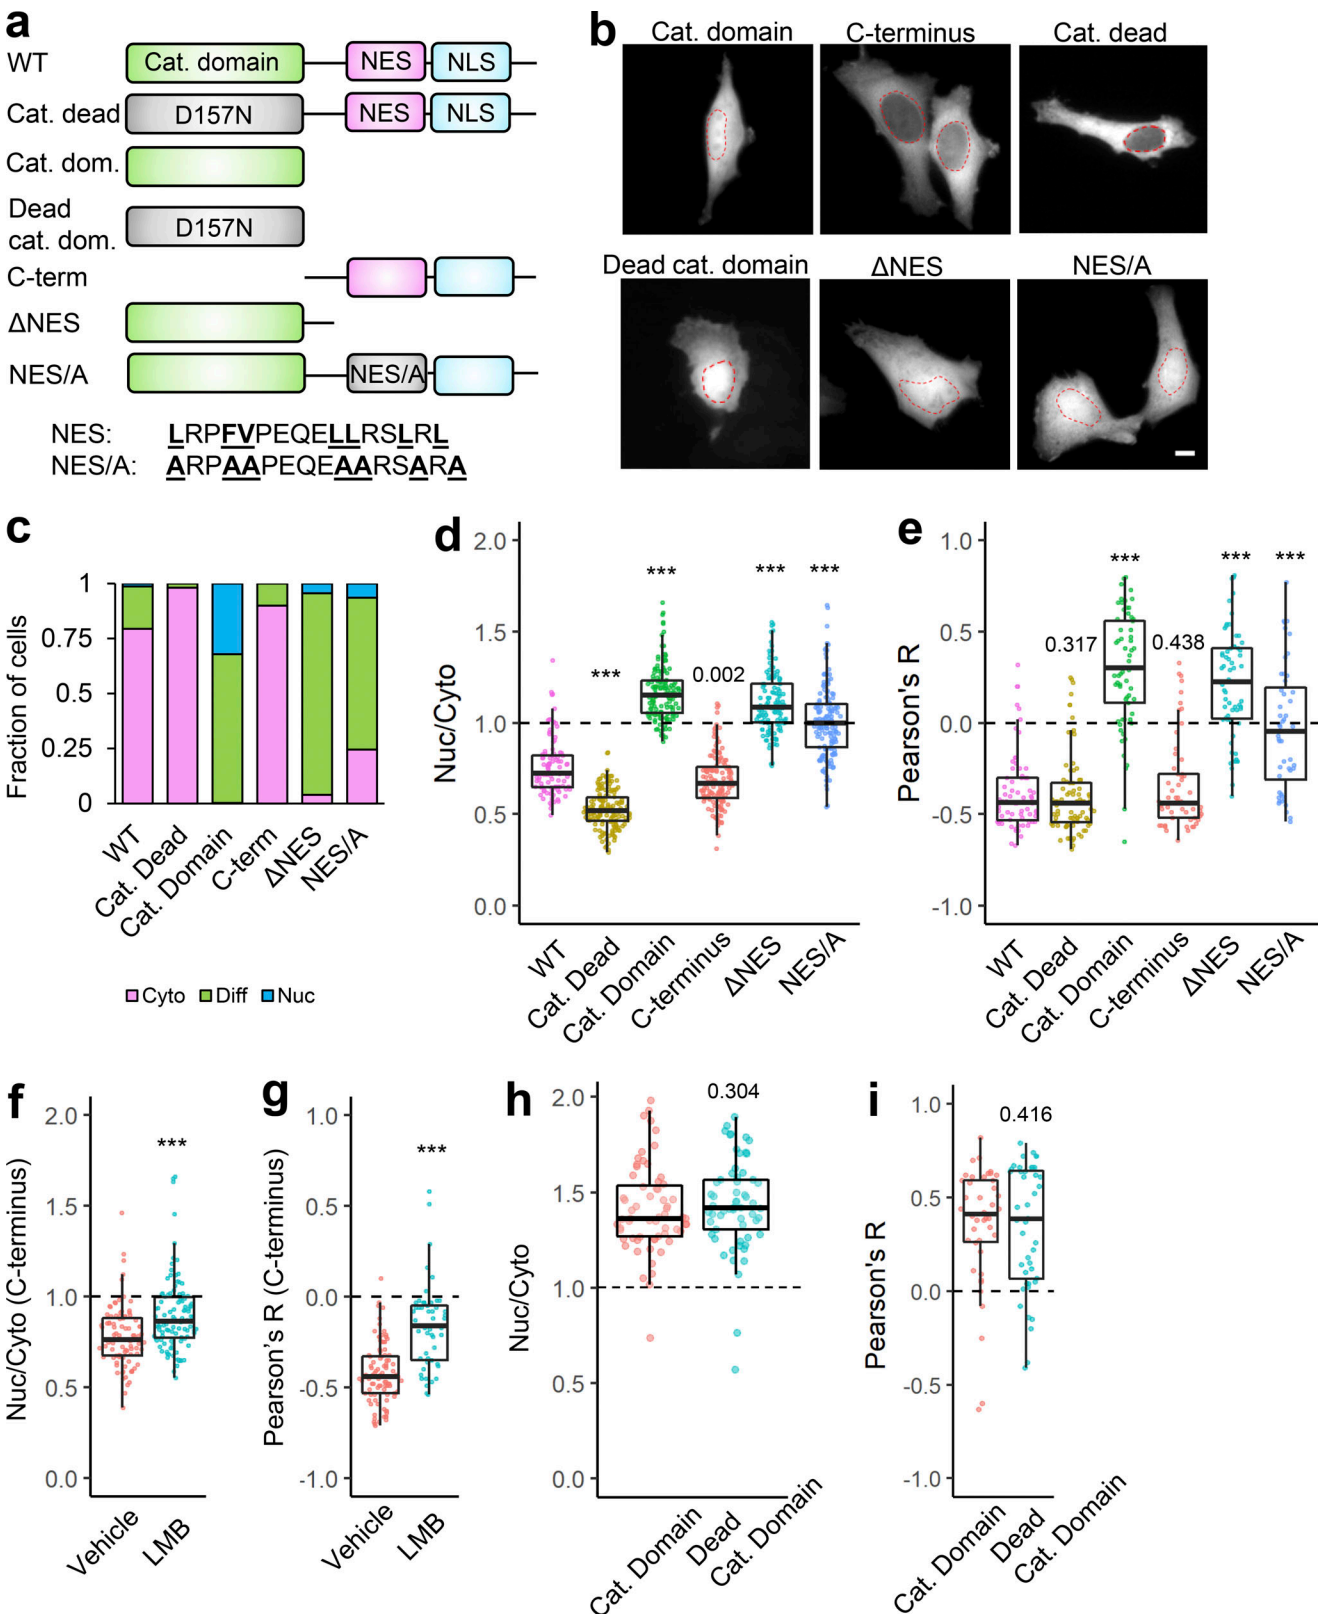 a
WT
Cat. domain
NES
NLS
Cat. dead
D157N
NES
NLS
Cat. dom.
Dead
cat. dom.
D157N
C-term
ΔNES
NES/A
NES/A
NES: LRPFVPEQELLRSLRL
NES/A: ARPAAPEQEAARSARA
b
Cat. domain
C-terminus
Cat. dead
Dead cat. domain
ΔNES
NES/A
c
Fraction of cells
1
0.75
0.5
0.25
0
WT
Cat. Dead
Cat. Domain
C-term
ΔNES
NES/A
Cyto
Diff
Nuc
d
Nuc/Cyto
2.0
1.5
1.0
0.5
0.0
***
***
0.002
***
***
WT
Cat. Dead
Cat. Domain
C-terminus
ΔNES
NES/A
e
Pearson's R
1.0
0.5
0.0
-0.5
-1.0
0.317
***
0.438
***
***
WT
Cat. Dead
Cat. Domain
C-terminus
ΔNES
NES/A
f
Nuc/Cyto (C-terminus)
2.0
1.5
1.0
0.5
0.0
***
Vehicle
LMB
g
Pearson's R (C-terminus)
1.0
0.5
0.0
-0.5
-1.0
***
Vehicle
LMB
h
Nuc/Cyto
2.0
1.5
1.0
0.5
0.0
0.304
Cat. Domain
Dead
Cat. Domain
i
Pearson's R
1.0
0.5
0.0
-0.5
-1.0
0.416
Cat. Domain
Dead
Cat. Domain